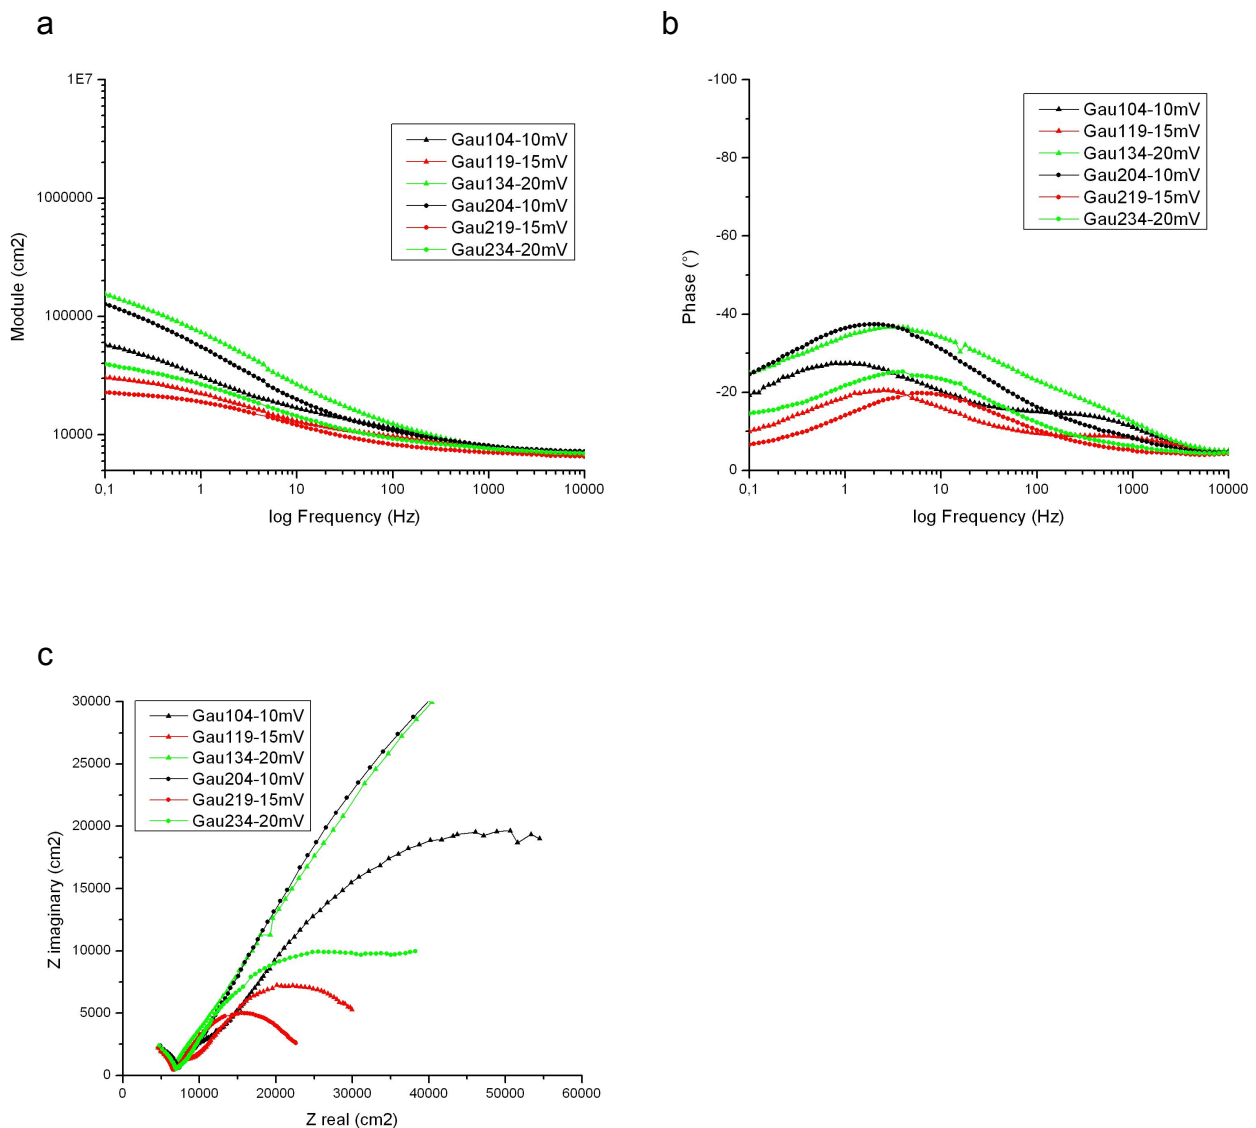 a
1E7
1000000
100000
10000
Module (cm2)
Gau104-10mV
Gau119-15mV
Gau134-20mV
Gau204-10mV
Gau219-15mV
Gau234-20mV
0,1 1 10 100 1000 10000
log Frequency (Hz)
b
-100
-80
-60
-40
-20
0
Phase (°)
Gau104-10mV
Gau119-15mV
Gau134-20mV
Gau204-10mV
Gau219-15mV
Gau234-20mV
0,1 1 10 100 1000 10000
log Frequency (Hz)
c
30000
25000
20000
15000
10000
5000
0
Z imaginary (cm2)
Gau104-10mV
Gau119-15mV
Gau134-20mV
Gau204-10mV
Gau219-15mV
Gau234-20mV
0 10000 20000 30000 40000 50000 60000
Z real (cm2)